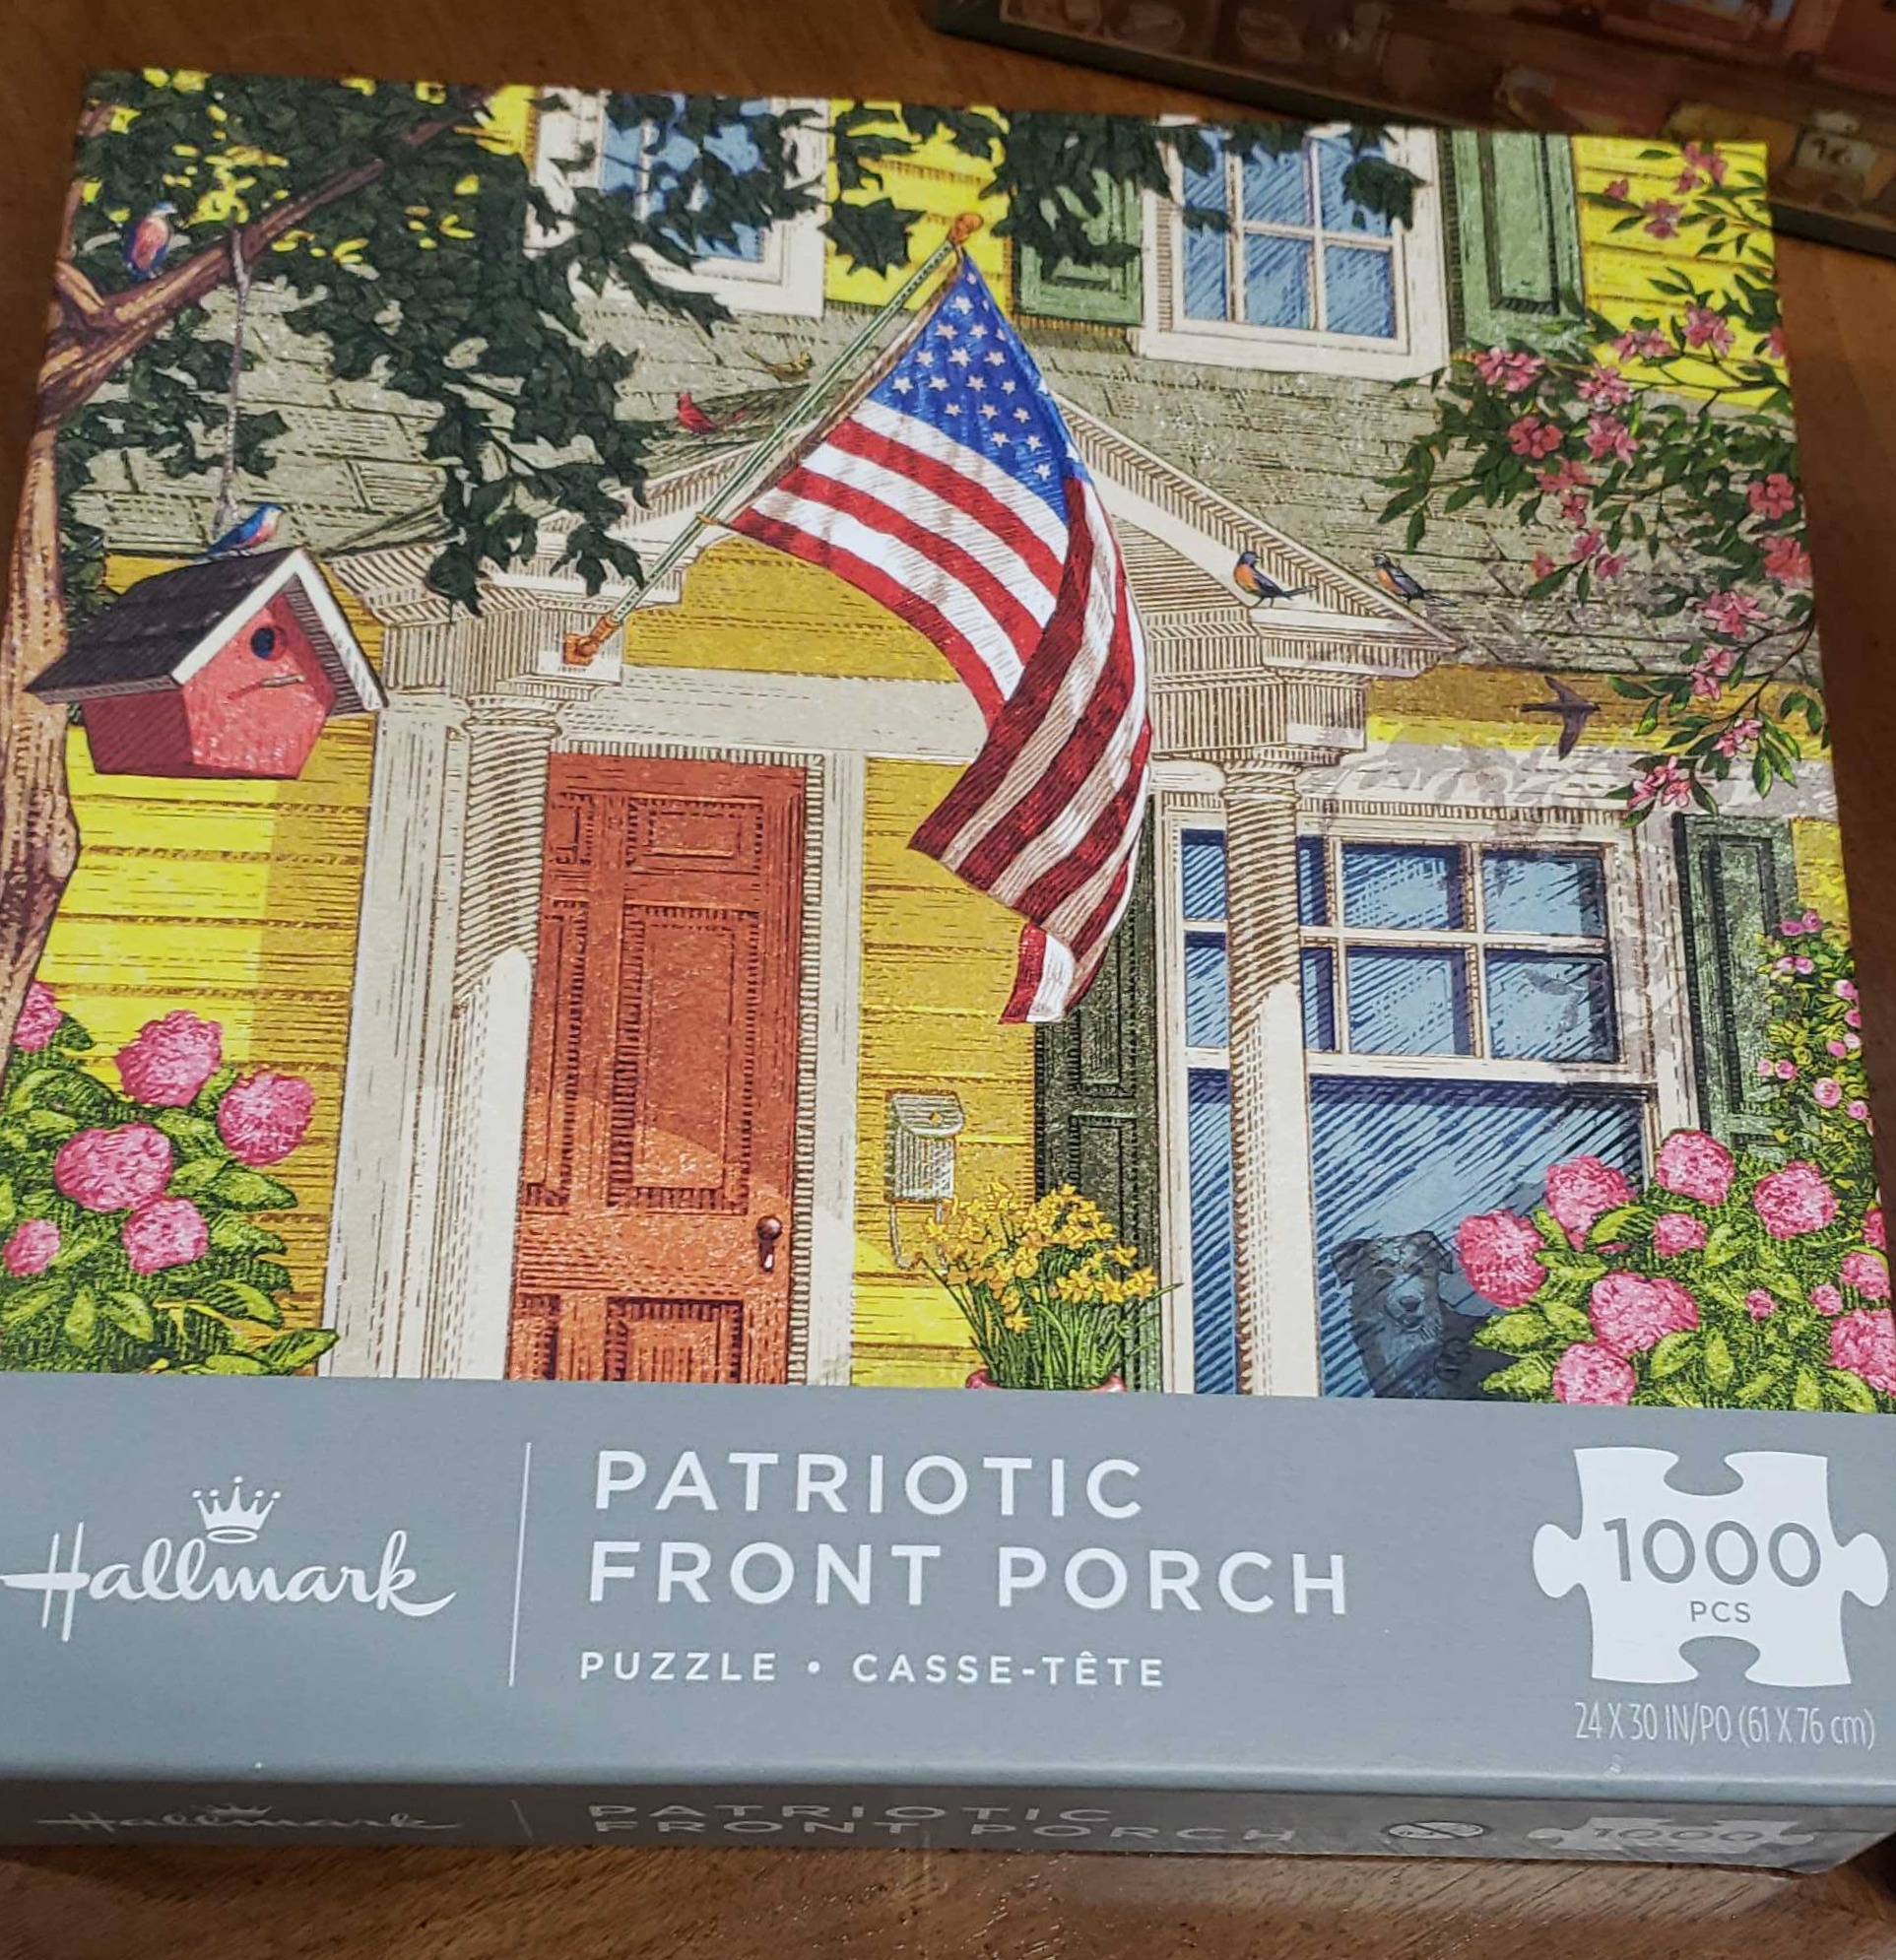 Hallmark
PATRIOTIC
FRONT PORCH
PUZZLE • CASSE-TÊTE
1000
PCS
24 X 30 IN/PO (61 X 76 cm)
Hallmark
PATRIOTIC
FRONT PORCH
1000